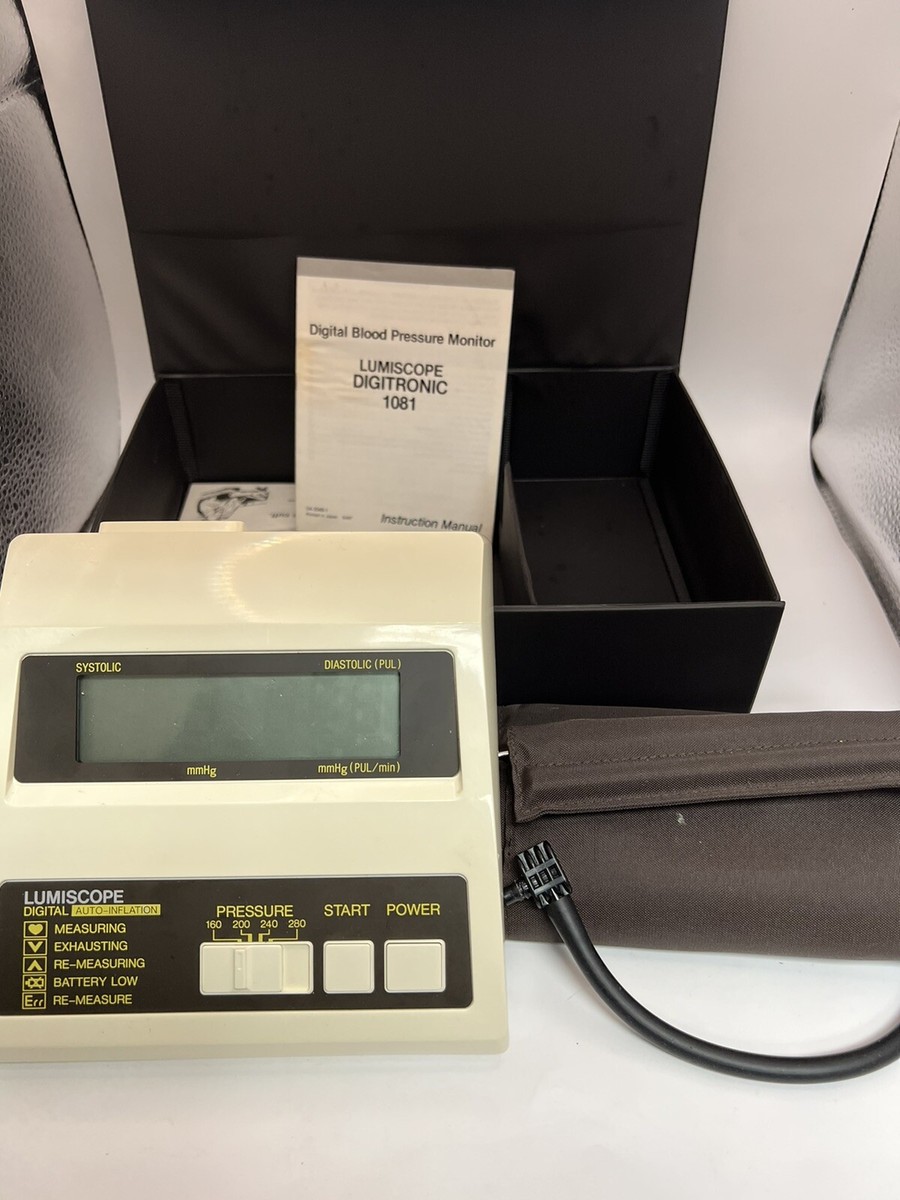 Digital Blood Pressure Monitor
LUMISCOPE
DIGITRONIC
1081
Instruction Manual
SYSTOLIC DIASTOLIC (PUL)
mmHg mmHg (PUL/min)
LUMISCOPE
DIGITAL AUTO-INFLATION
MEASURING
EXHAUSTING
RE-MEASURING
BATTERY LOW
Err RE-MEASURE
PRESSURE START POWER
160 200 240 280